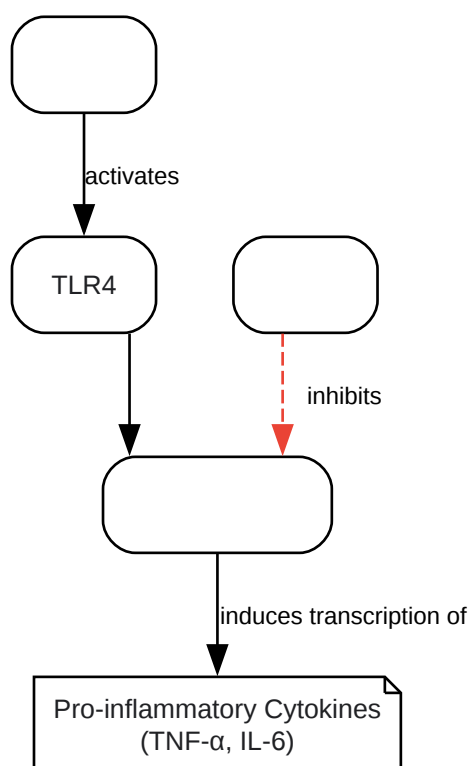 activates
TLR4
inhibits
induces transcription of
Pro-inflammatory Cytokines
(TNF-α, IL-6)